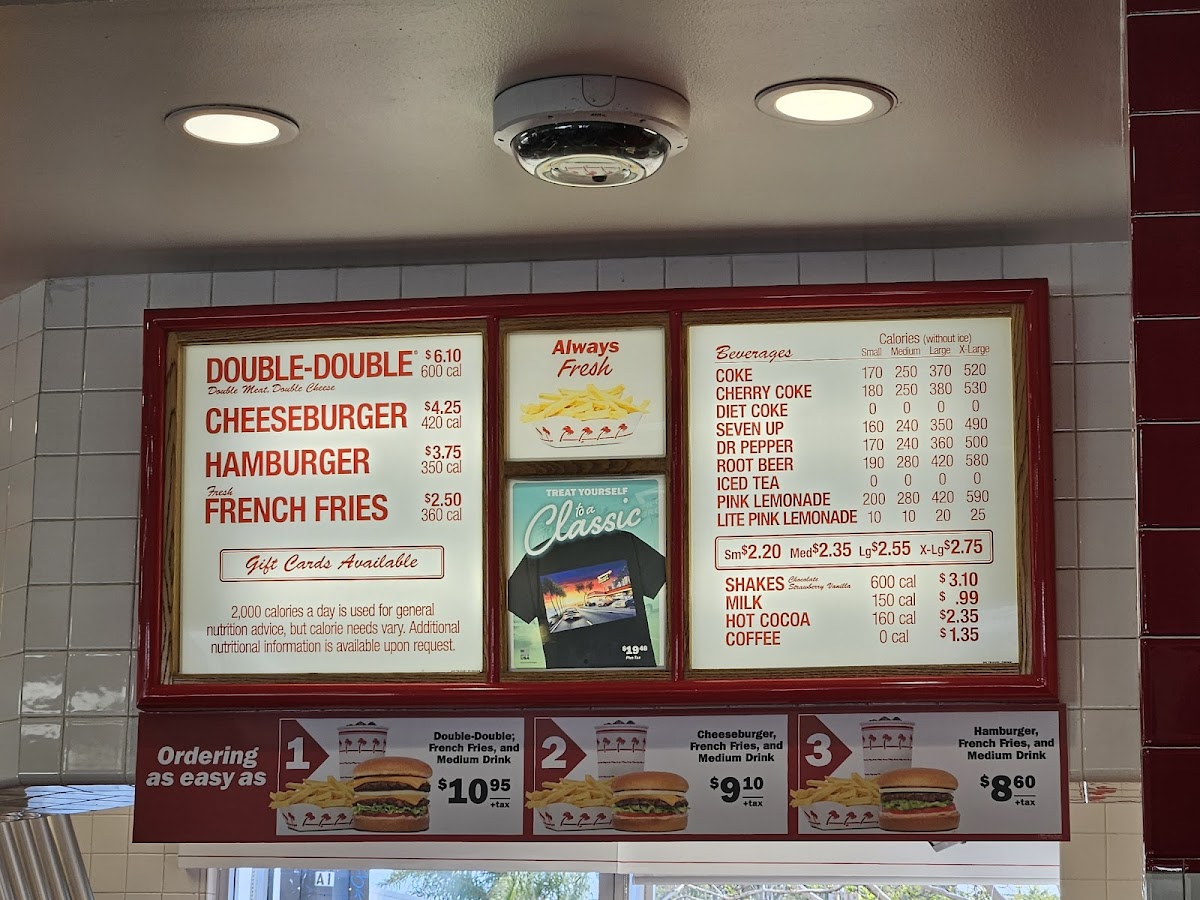 DOUBLE-DOUBLE® $6.10
Double Meat. Double Cheese 600 cal
CHEESEBURGER $4.25
420 cal
HAMBURGER $3.75
350 cal
Fresh
FRENCH FRIES $2.50
360 cal
Gift Cards Available
2,000 calories a day is used for general
nutrition advice, but calorie needs vary. Additional
nutritional information is available upon request.
Always
Fresh
TREAT YOURSELF
to a
Classic
$19.48
Plus Tax
Calories (without ice)
Beverages Small Medium Large X-Large
COKE 170 250 370 520
CHERRY COKE 180 250 380 530
DIET COKE 0 0 0 0
SEVEN UP 160 240 350 490
DR PEPPER 170 240 360 500
ROOT BEER 190 280 420 580
ICED TEA 0 0 0 0
PINK LEMONADE 200 280 420 590
LITE PINK LEMONADE 10 10 20 25
Sm$2.20 Med$2.35 Lg$2.55 X-Lg$2.75
SHAKES Chocolate Strawberry Vanilla 600 cal $3.10
MILK 150 cal $ .99
HOT COCOA 160 cal $2.35
COFFEE 0 cal $1.35
Ordering
as easy as
1
Double-Double;
French Fries, and
Medium Drink
$10.95
+tax
2
Cheeseburger,
French Fries, and
Medium Drink
$9.10
+tax
3
Hamburger,
French Fries, and
Medium Drink
$8.60
+tax